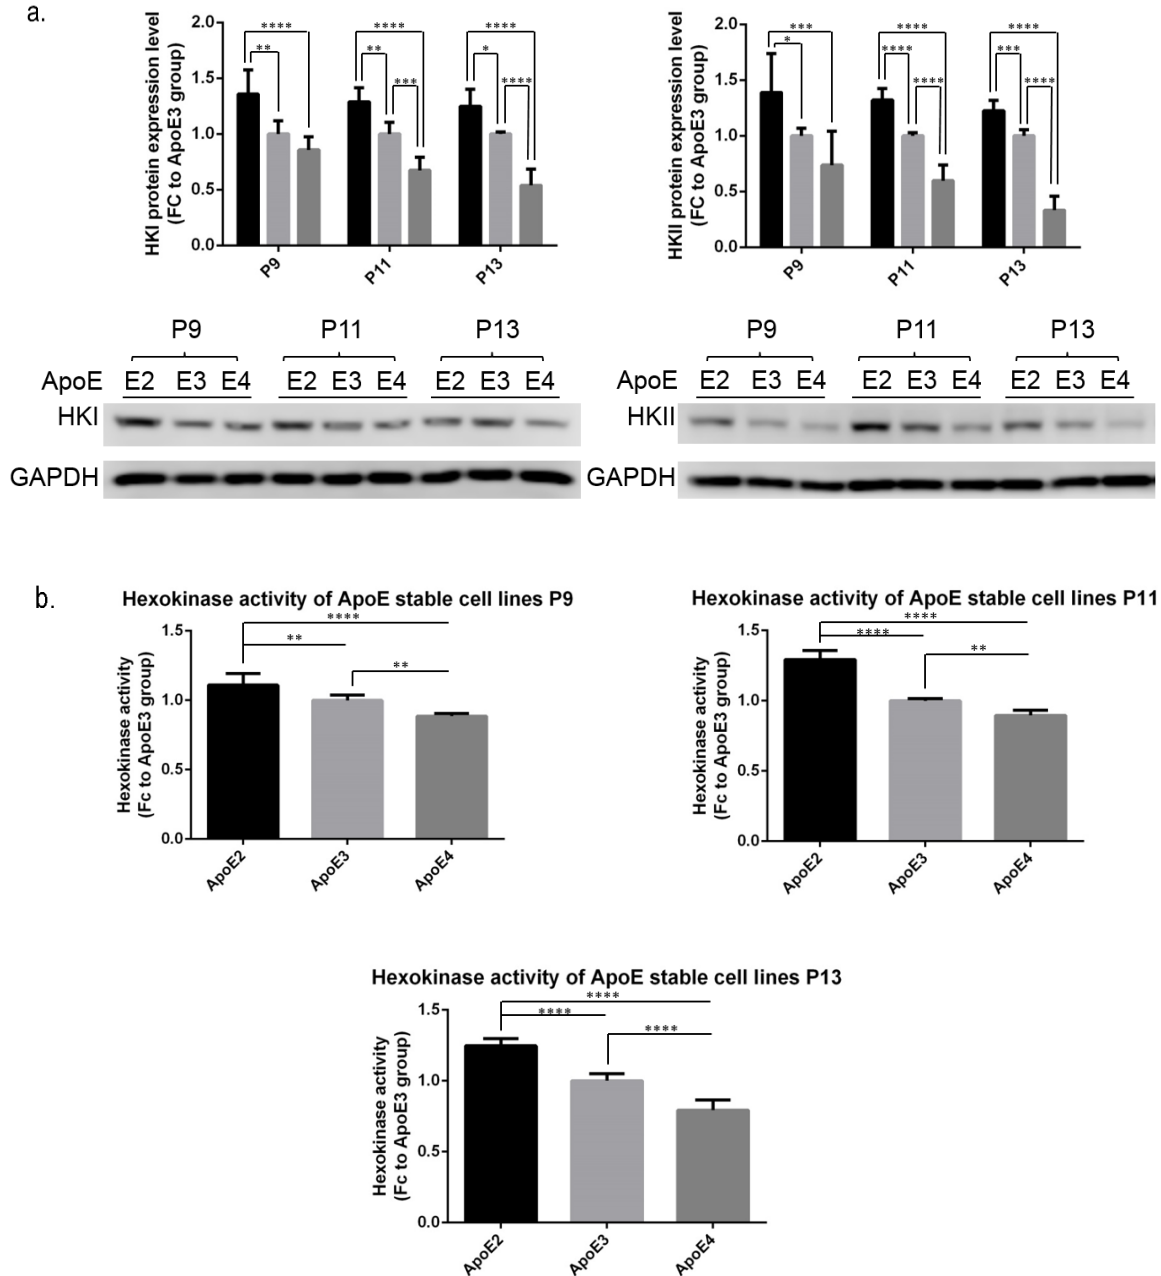 a.
HKI protein expression level
(FC to ApoE3 group)
2.0
1.5
1.0
0.5
0.0
**** ** **** ** *** **** * ****
P9 P11 P13
HKII protein expression level
(FC to ApoE3 group)
2.0
1.5
1.0
0.5
0.0
*** * **** **** **** **** *** ****
P9 P11 P13
P9 P11 P13
ApoE E2 E3 E4 E2 E3 E4 E2 E3 E4
HKI
GAPDH
P9 P11 P13
ApoE E2 E3 E4 E2 E3 E4 E2 E3 E4
HKII
GAPDH
b.
Hexokinase activity of ApoE stable cell lines P9
Hexokinase activity
(Fc to ApoE3 group)
1.5
1.0
0.5
0.0
****
**
**
ApoE2 ApoE3 ApoE4
Hexokinase activity of ApoE stable cell lines P11
Hexokinase activity
(Fc to ApoE3 group)
1.5
1.0
0.5
0.0
****
****
**
ApoE2 ApoE3 ApoE4
Hexokinase activity of ApoE stable cell lines P13
Hexokinase activity
(Fc to ApoE3 group)
1.5
1.0
0.5
0.0
****
****
****
ApoE2 ApoE3 ApoE4